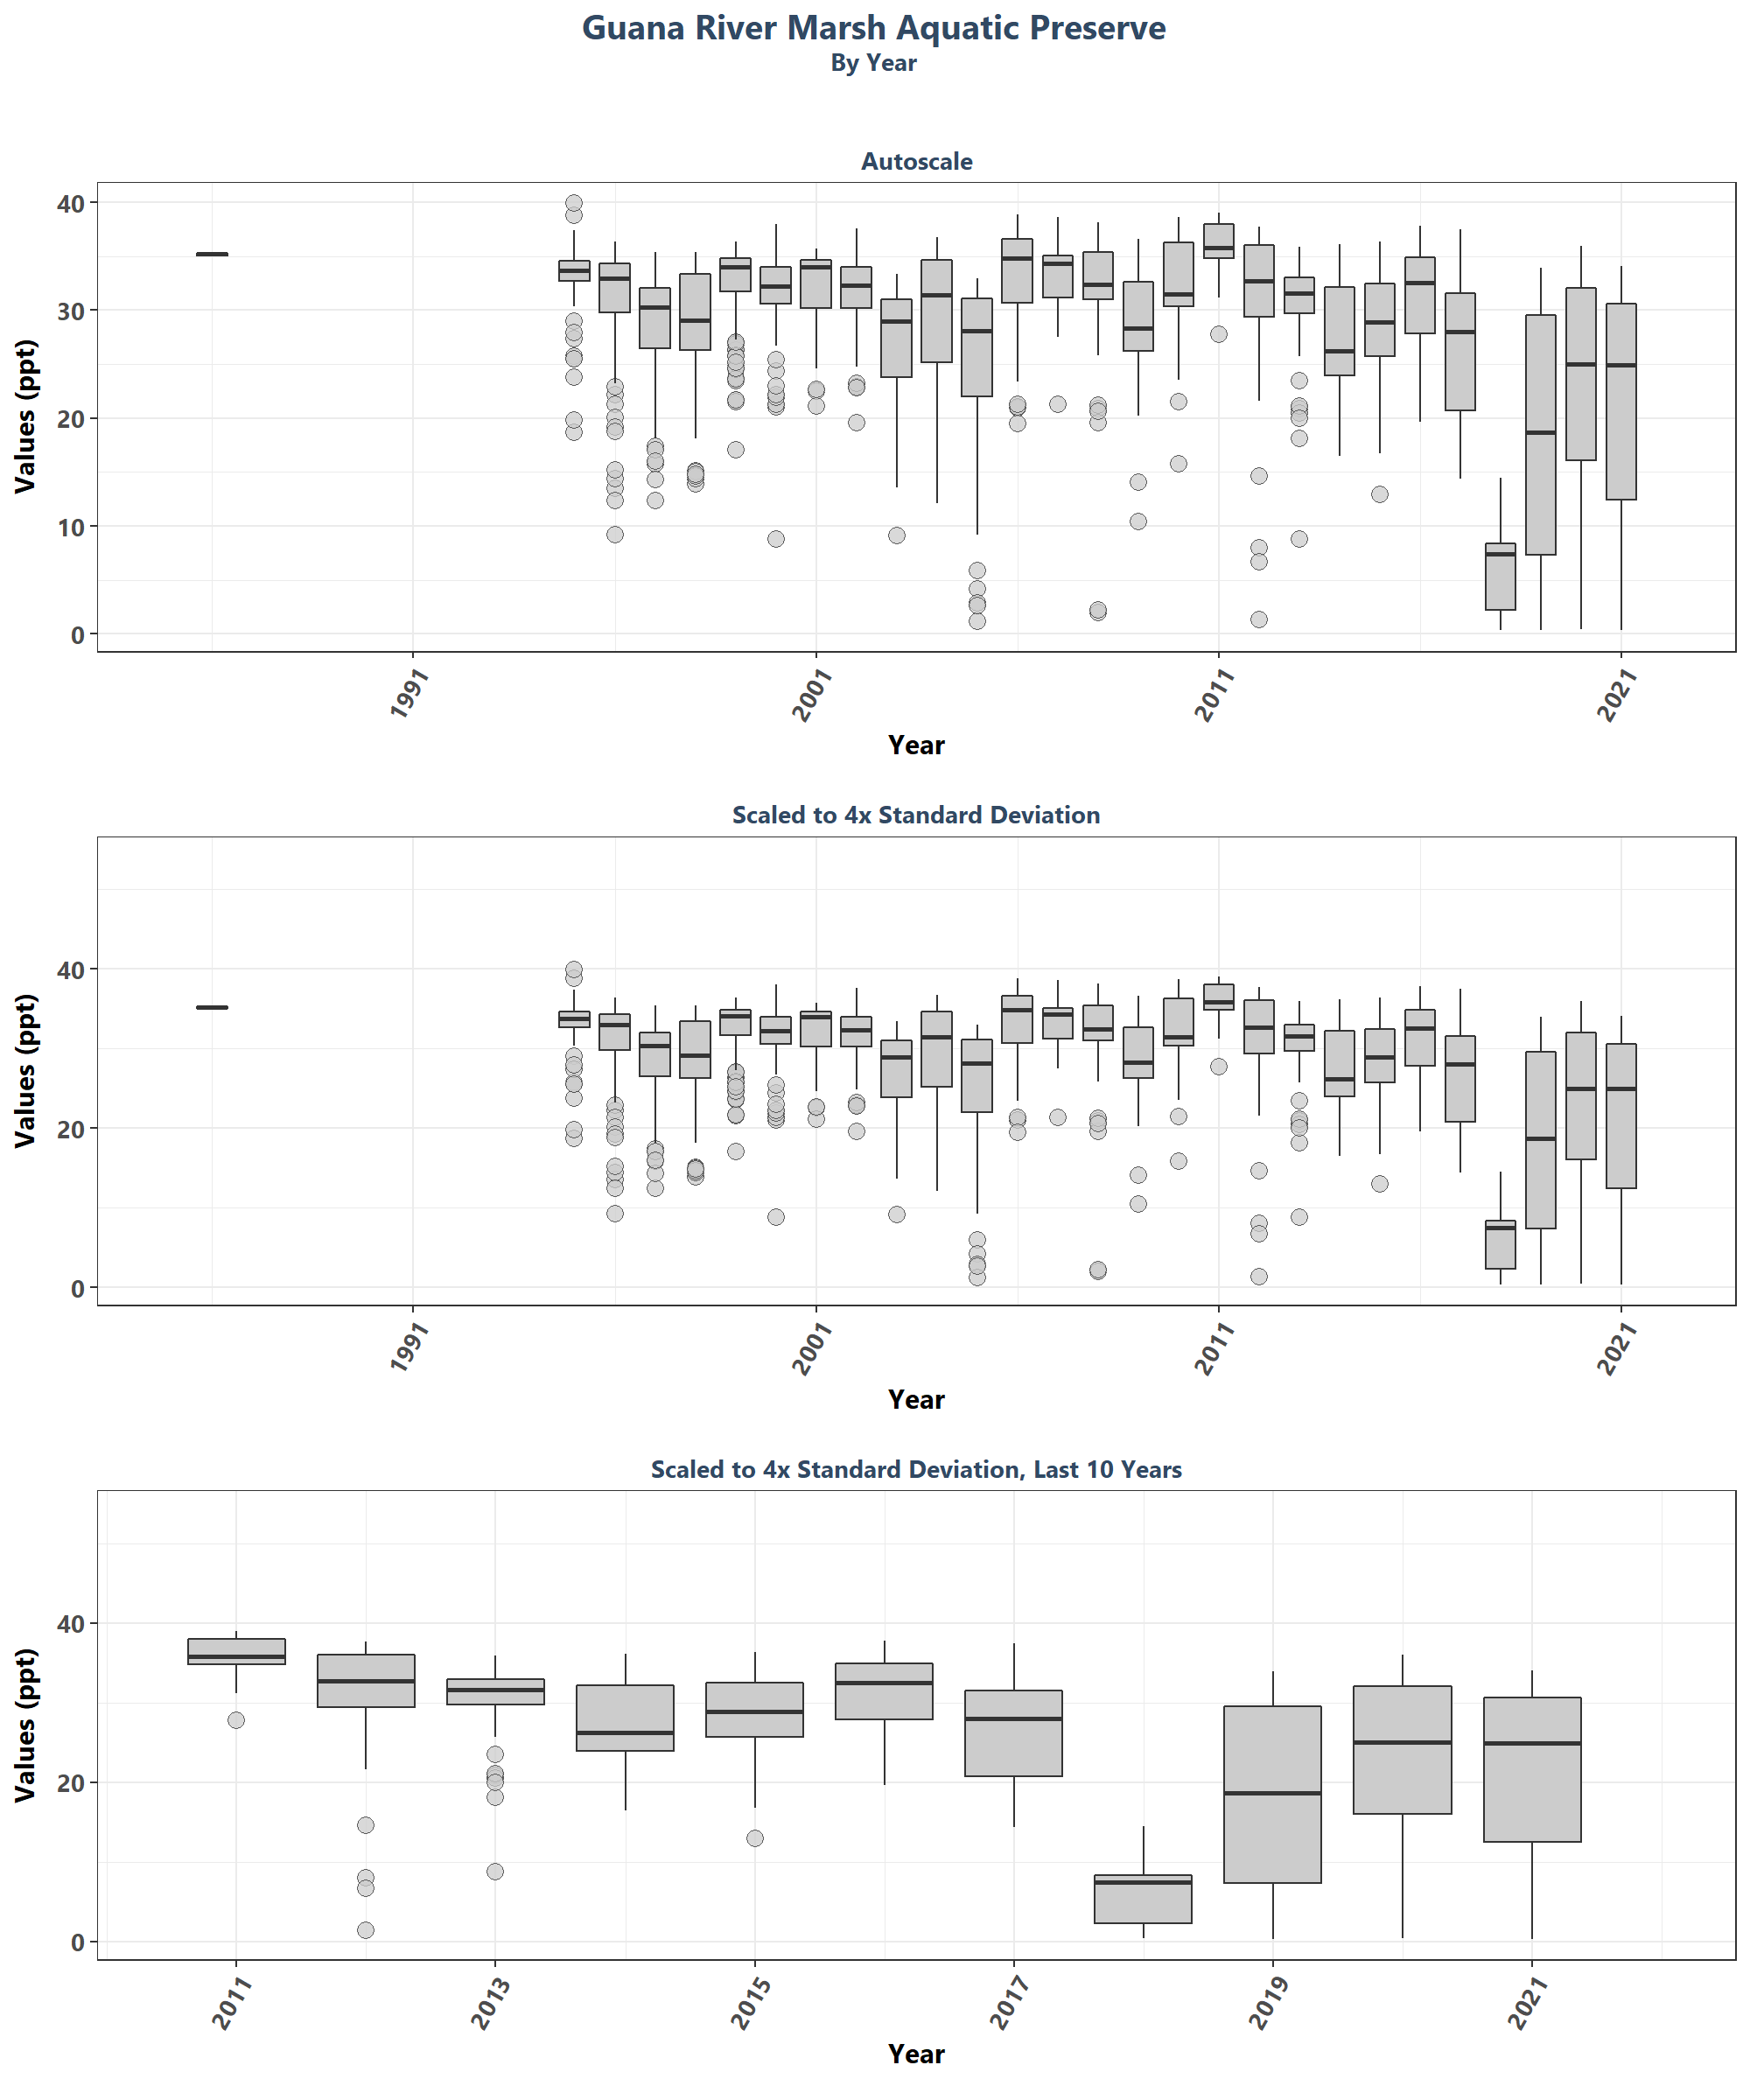 Guana River Marsh Aquatic Preserve
By Year
Autoscale
Values (ppt)
40
30
20
10
0
1991
2001
2011
2021
Year
Scaled to 4x Standard Deviation
Values (ppt)
40
20
0
1991
2001
2011
2021
Year
Scaled to 4x Standard Deviation, Last 10 Years
Values (ppt)
40
20
0
2011
2013
2015
2017
2019
2021
Year